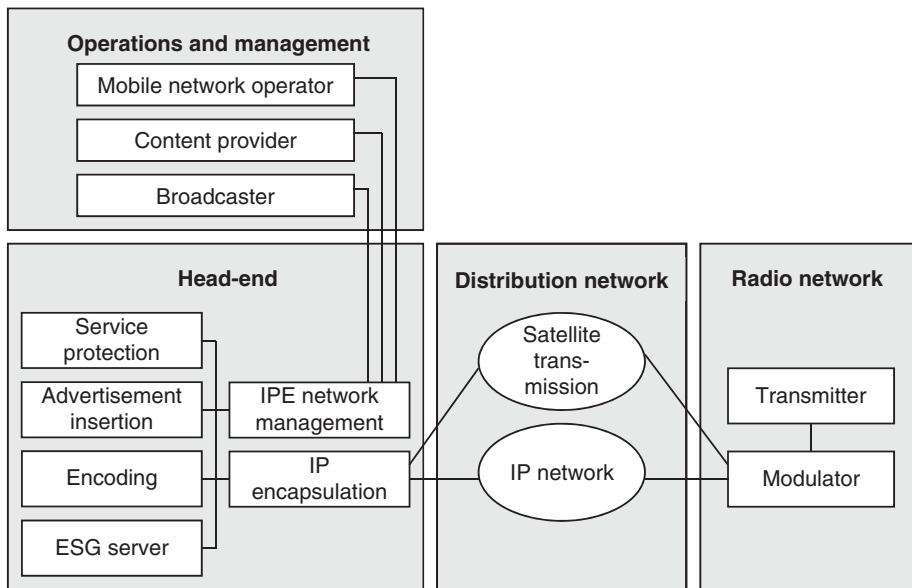 Operations and management
Mobile network operator
Content provider
Broadcaster
Head-end
Service
protection
Advertisement
insertion
Encoding
ESG server
IPE network
management
IP
encapsulation
Distribution network
Satellite
trans-
mission
IP network
Radio network
Transmitter
Modulator